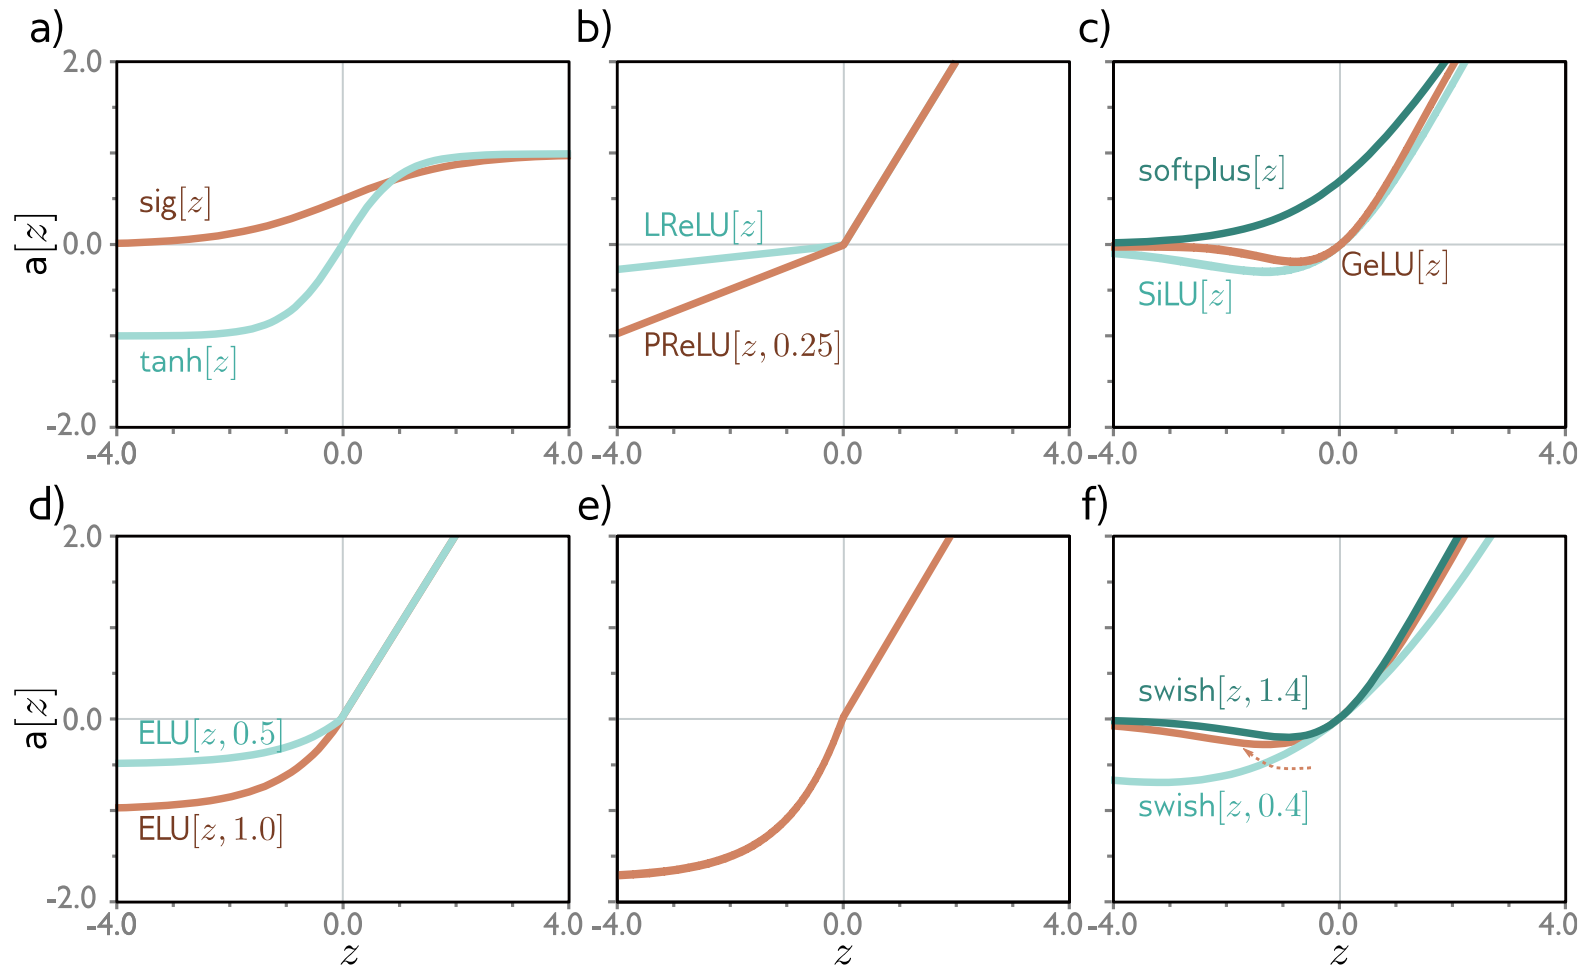 a)
b)
c)
2.0
0.0
-2.0
a[z]
sig[z]
tanh[z]
-4.0
0.0
4.0
LReLU[z]
PReLU[z, 0.25]
-4.0
0.0
4.0
softplus[z]
GeLU[z]
SiLU[z]
-4.0
0.0
4.0
d)
e)
f)
2.0
0.0
-2.0
a[z]
ELU[z, 0.5]
ELU[z, 1.0]
-4.0
0.0
4.0
z
-4.0
0.0
4.0
z
swish[z, 1.4]
swish[z, 0.4]
-4.0
0.0
4.0
z